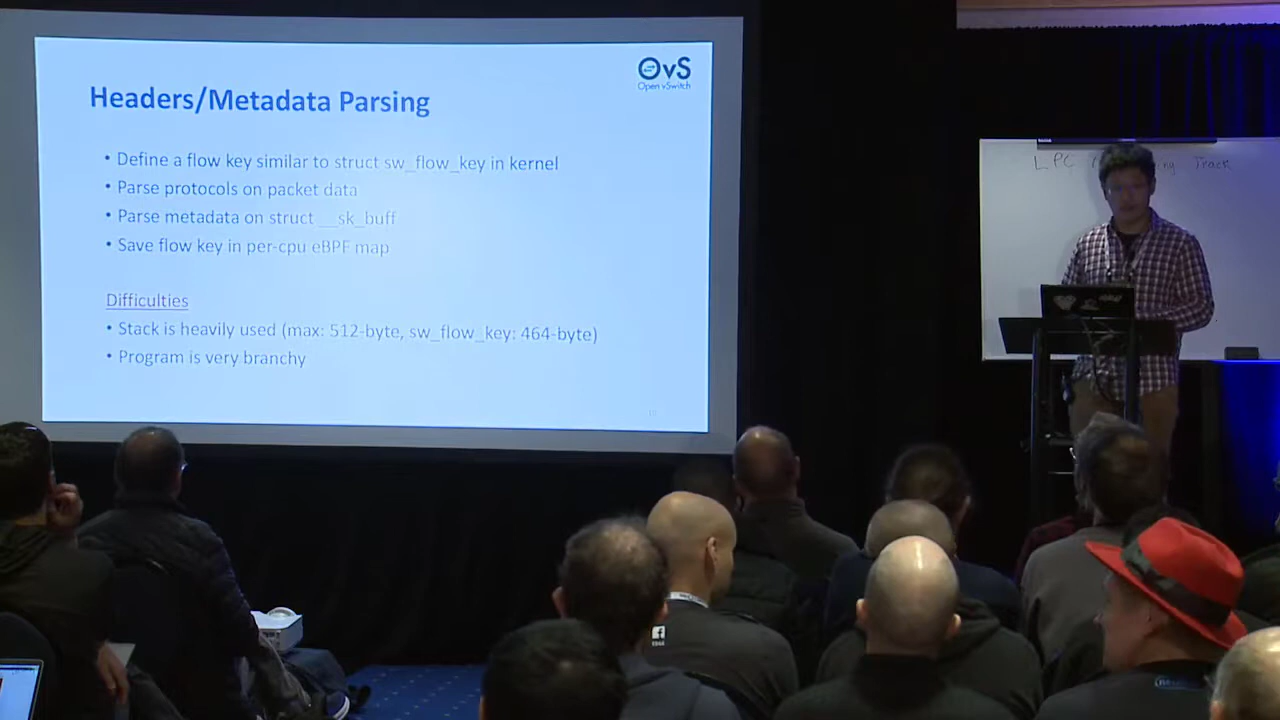 OvS
Open vSwitch
Headers/Metadata Parsing
• Define a flow key similar to struct sw_flow_key in kernel
• Parse protocols on packet data
• Parse metadata on struct __sk_buff
• Save flow key in per-cpu eBPF map
Difficulties
• Stack is heavily used (max: 512-byte, sw_flow_key: 464-byte)
• Program is very branchy
LPC
Track